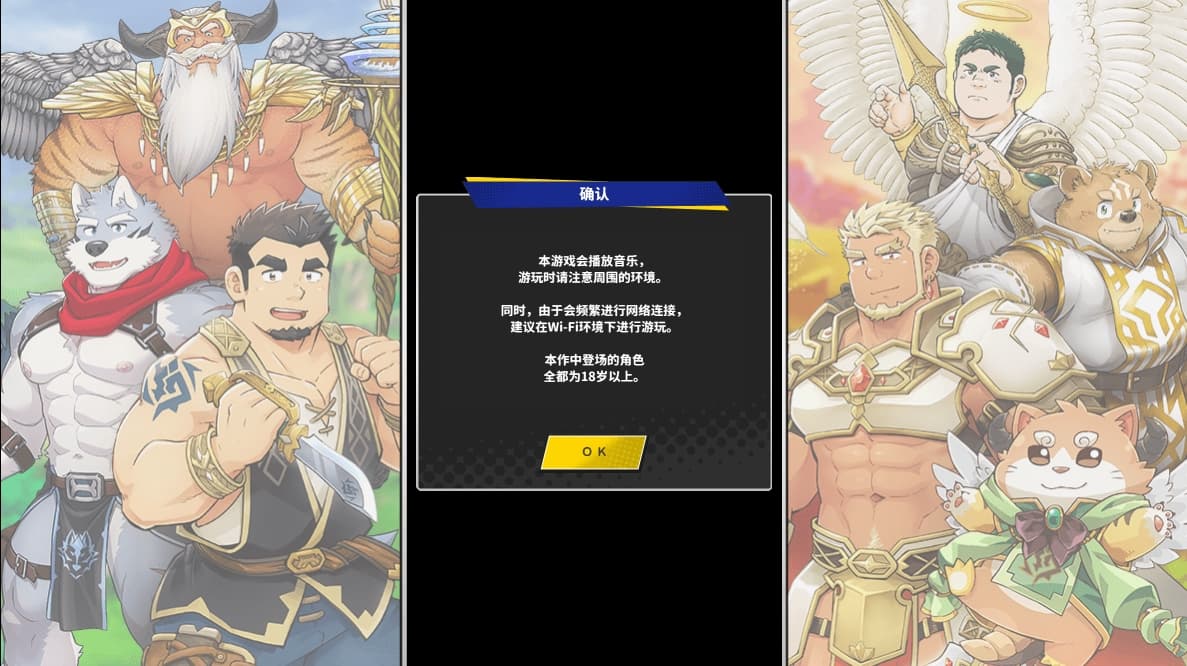 确认
本游戏会播放音乐，
游玩时请注意周围的环境。
同时，由于会频繁进行网络连接，
建议在Wi-Fi环境下进行游玩。
本作中登场的角色
全都为18岁以上。
OK